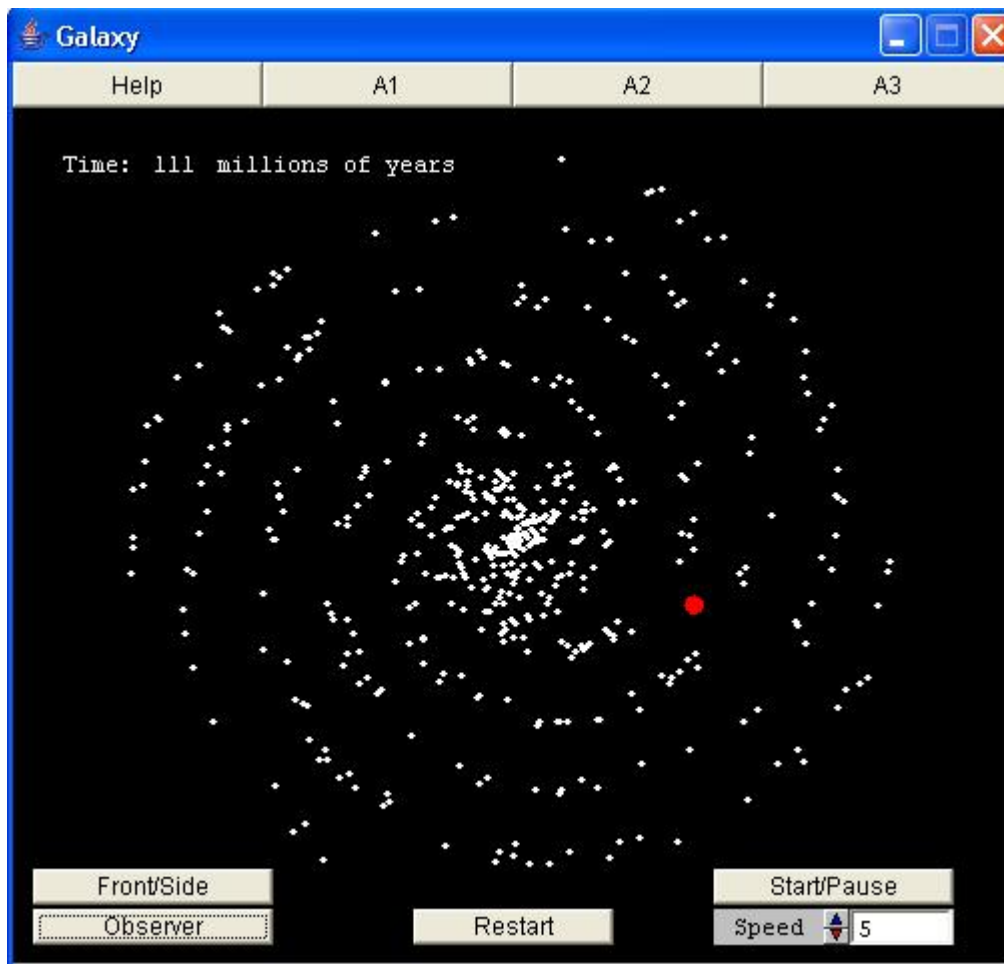 Galaxy
Help A1 A2 A3
Time: 111 millions of years
Front/Side Start/Pause
Observer Restart Speed 5